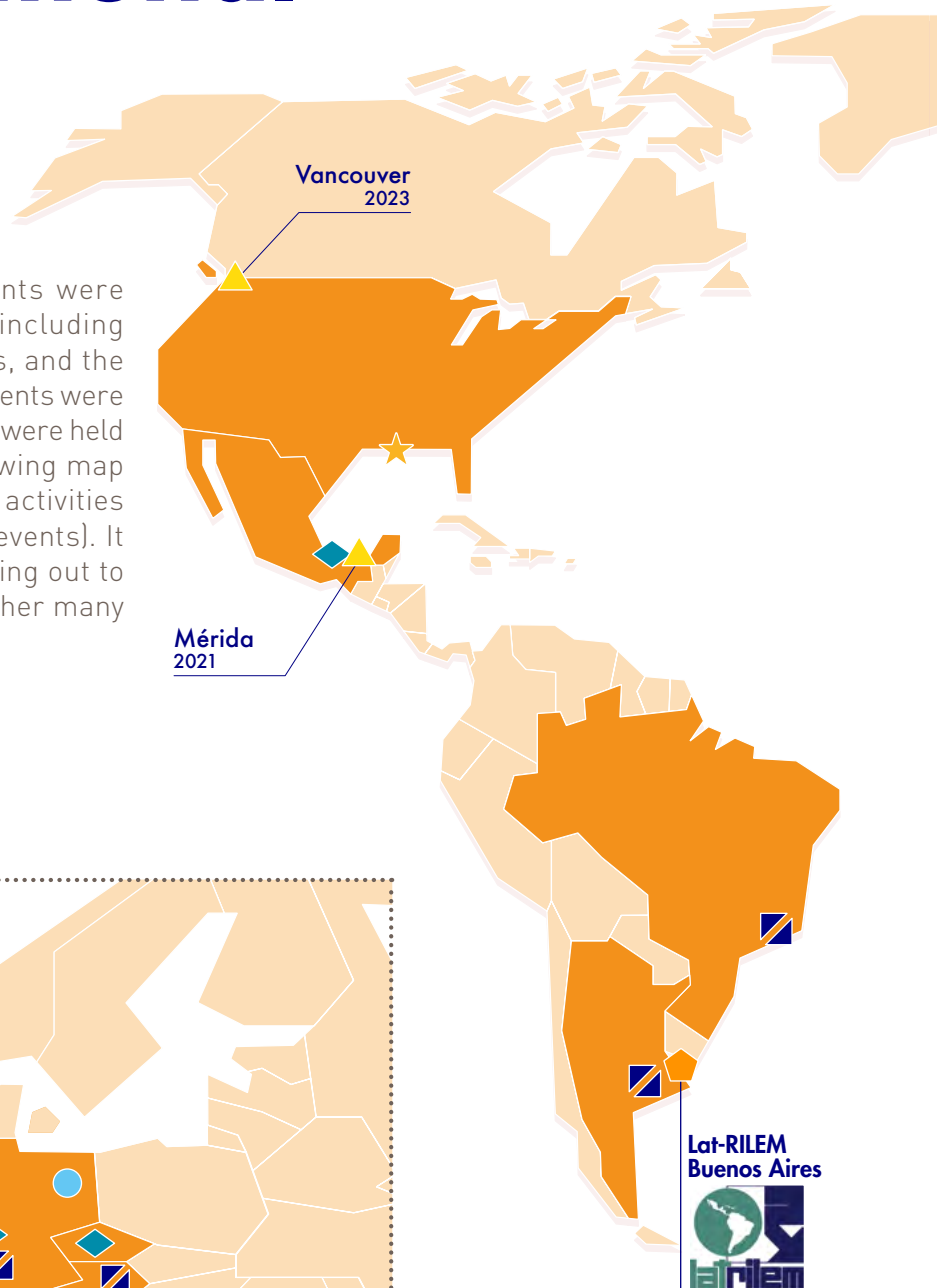 Vancouver
2023
nts were
including
s, and the
ents were
were held
wing map
activities
events). It
ing out to
her many
Mérida
2021
Lat-RILEM
Buenos Aires
latrilem